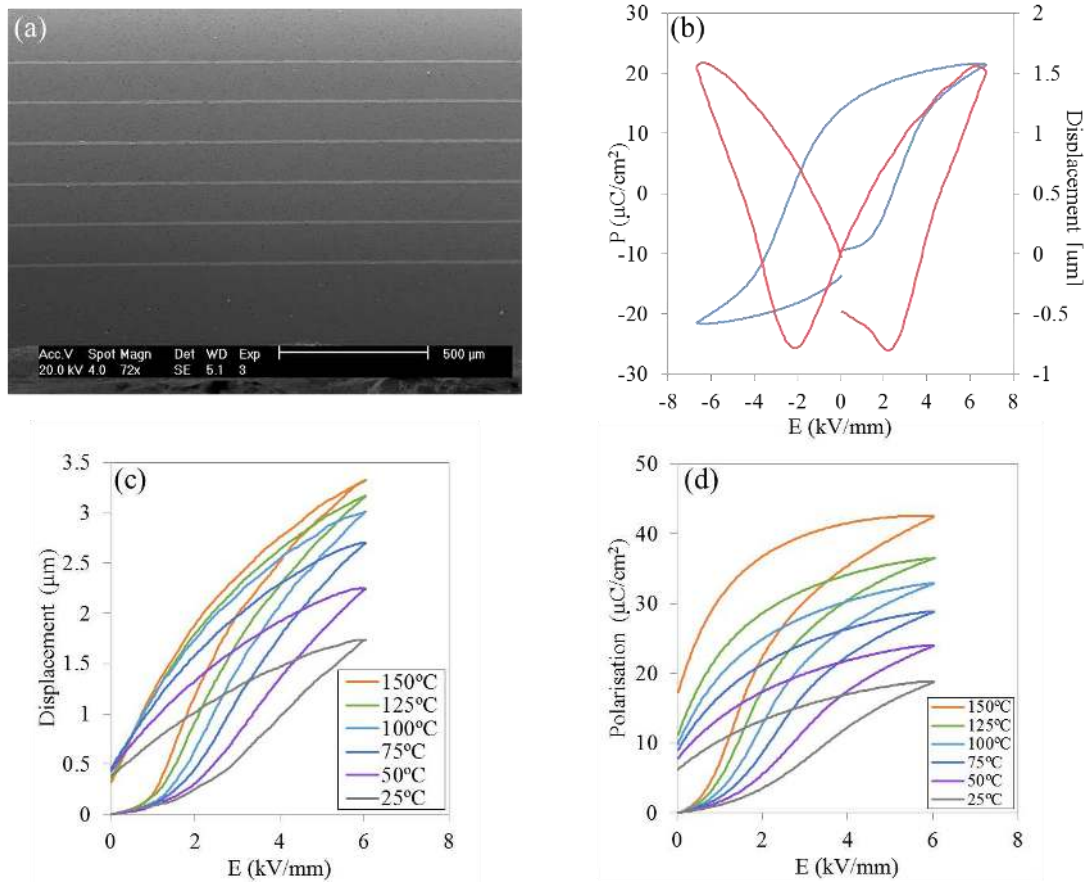 (a)
Acc.V Spot Magn Det WD Exp
20.0 kV 4.0 72x SE 5.1 3
500 µm
(b)
30
20
10
0
-10
-20
-30
P (µC/cm²)
2
1.5
1
0.5
0
-0.5
-1
Displacement [um]
-8 -6 -4 -2 0 2 4 6 8
E (kV/mm)
(c)
3.5
3
2.5
2
1.5
1
0.5
0
Displacement (µm)
150ºC
125ºC
100ºC
75ºC
50ºC
25ºC
0 2 4 6 8
E (kV/mm)
(d)
50
40
30
20
10
0
Polarisation (µC/cm²)
150ºC
125ºC
100ºC
75ºC
50ºC
25ºC
0 2 4 6 8
E (kV/mm)